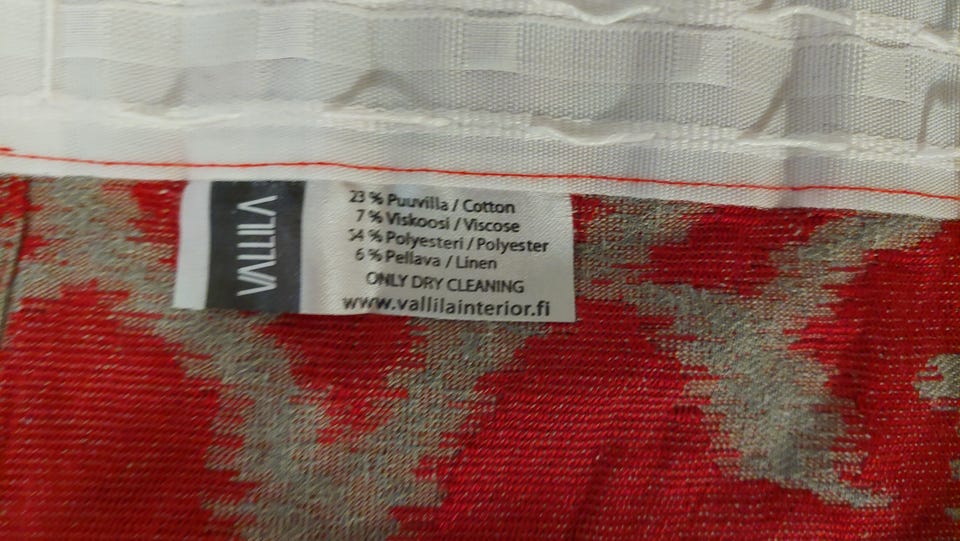 VALLILA
23 % Puuvilla / Cotton
7 % Viskoosi / Viscose
% Polyesteri / Polyester
6 % Pellava / Linen
ONLY DRY CLEANING
www.vallilainterior.fi